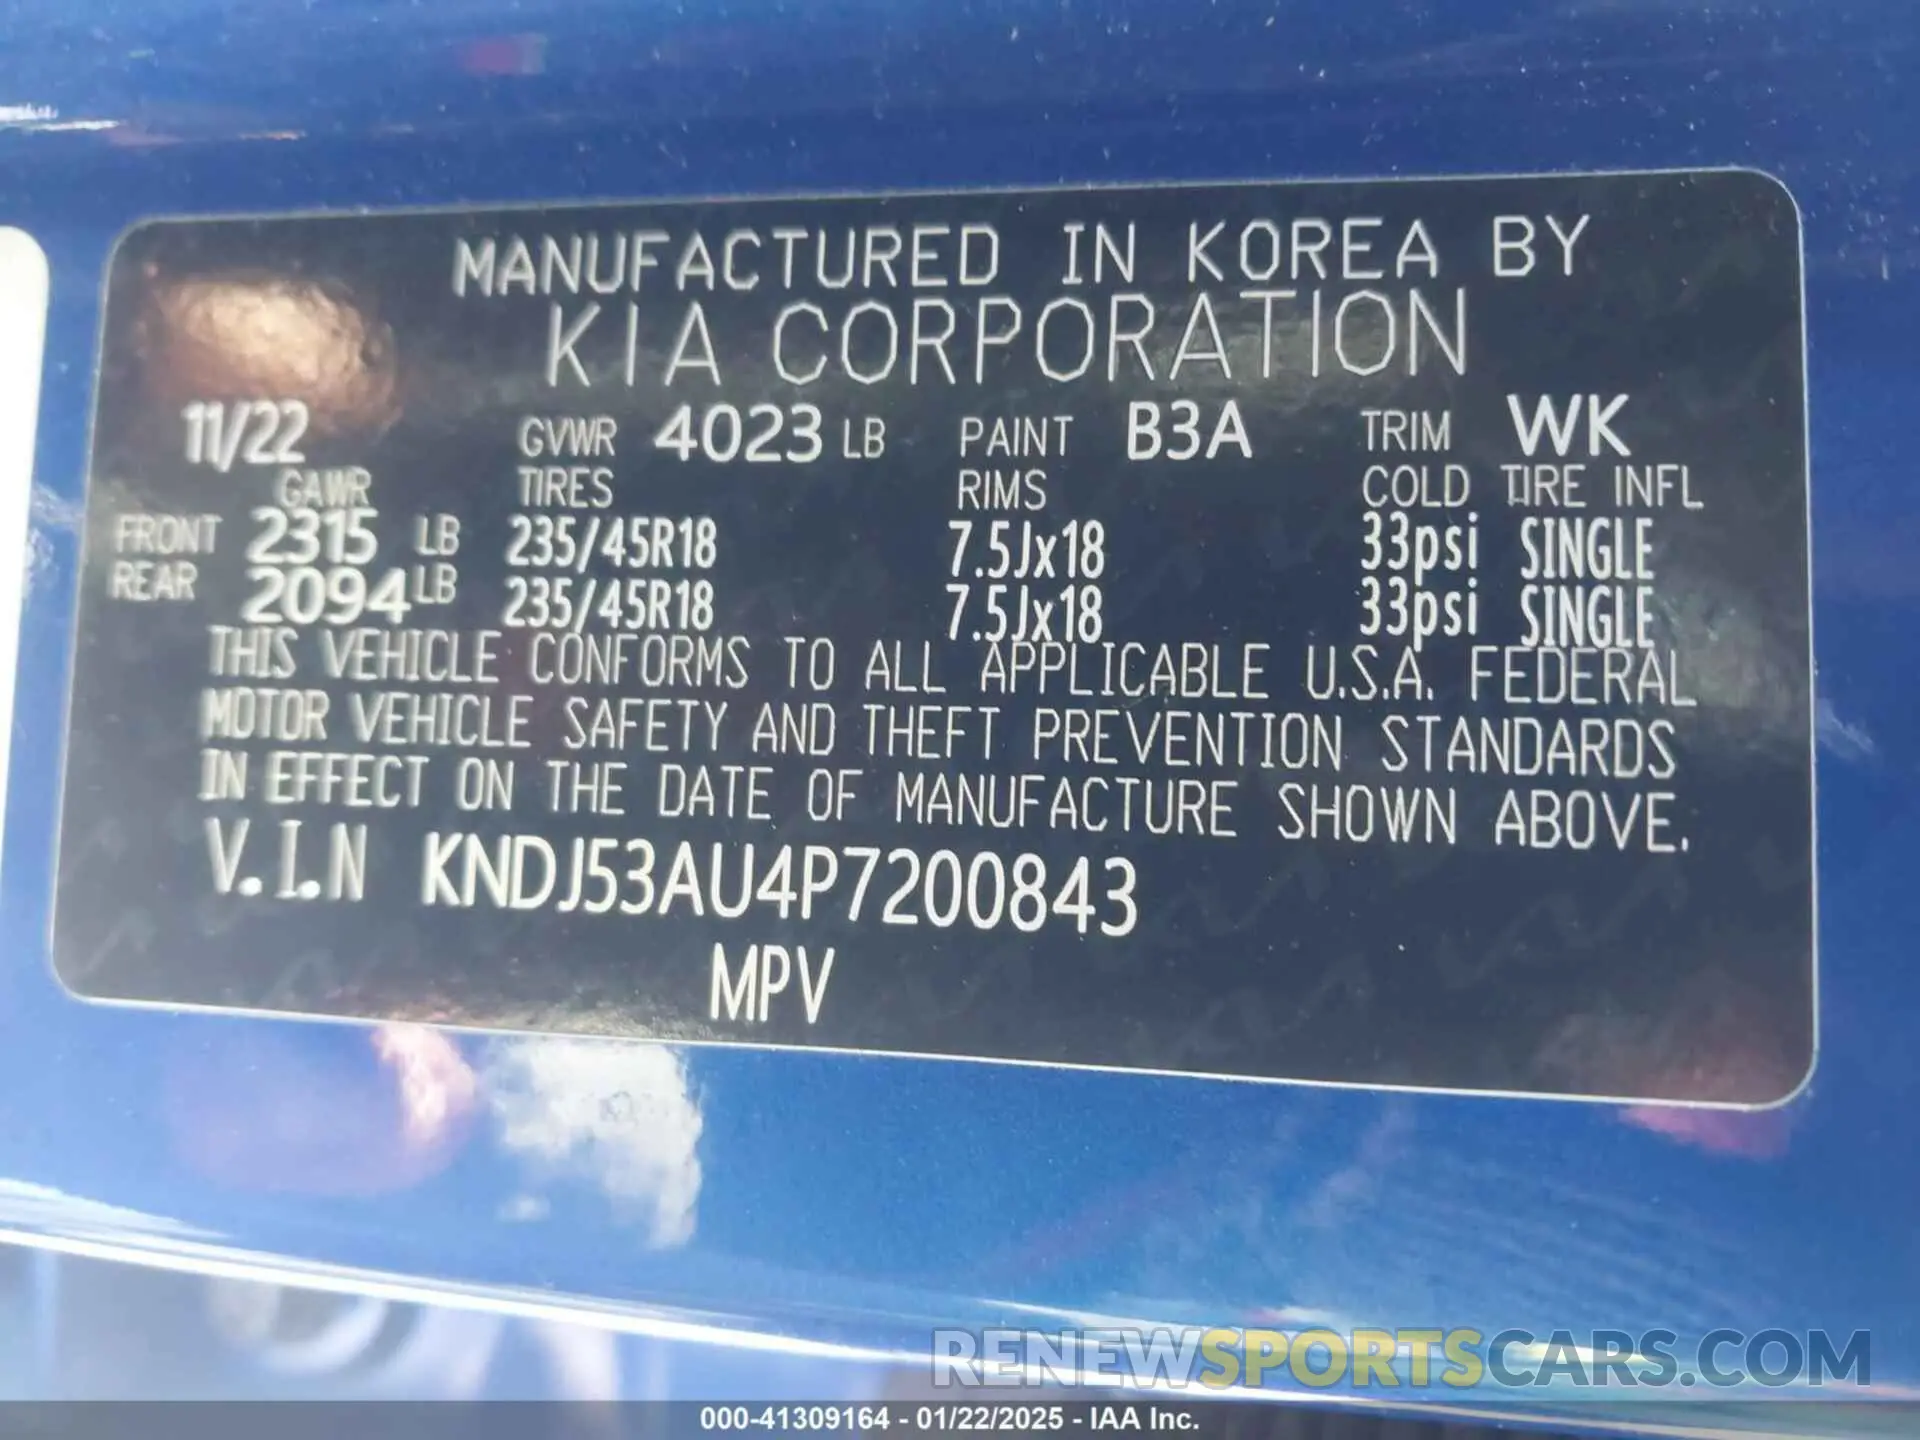 MANUFACTURED IN KOREA BY
KIA CORPORATION
11/22 GVWR 4023 LB PAINT B3A TRIM WK
GAWR TIRES RIMS COLD TIRE INFL
FRONT 2315 LB 235/45R18 7.5Jx18 33psi SINGLE
REAR 2094 LB 235/45R18 7.5Jx18 33psi SINGLE
THIS VEHICLE CONFORMS TO ALL APPLICABLE U.S.A. FEDERAL
MOTOR VEHICLE SAFETY AND THEFT PREVENTION STANDARDS
IN EFFECT ON THE DATE OF MANUFACTURE SHOWN ABOVE.
V.I.N KNDJ53AU4P7200843
MPV
RENEWSPORTSCARS.COM
000-41309164 - 01/22/2025 - IAA Inc.